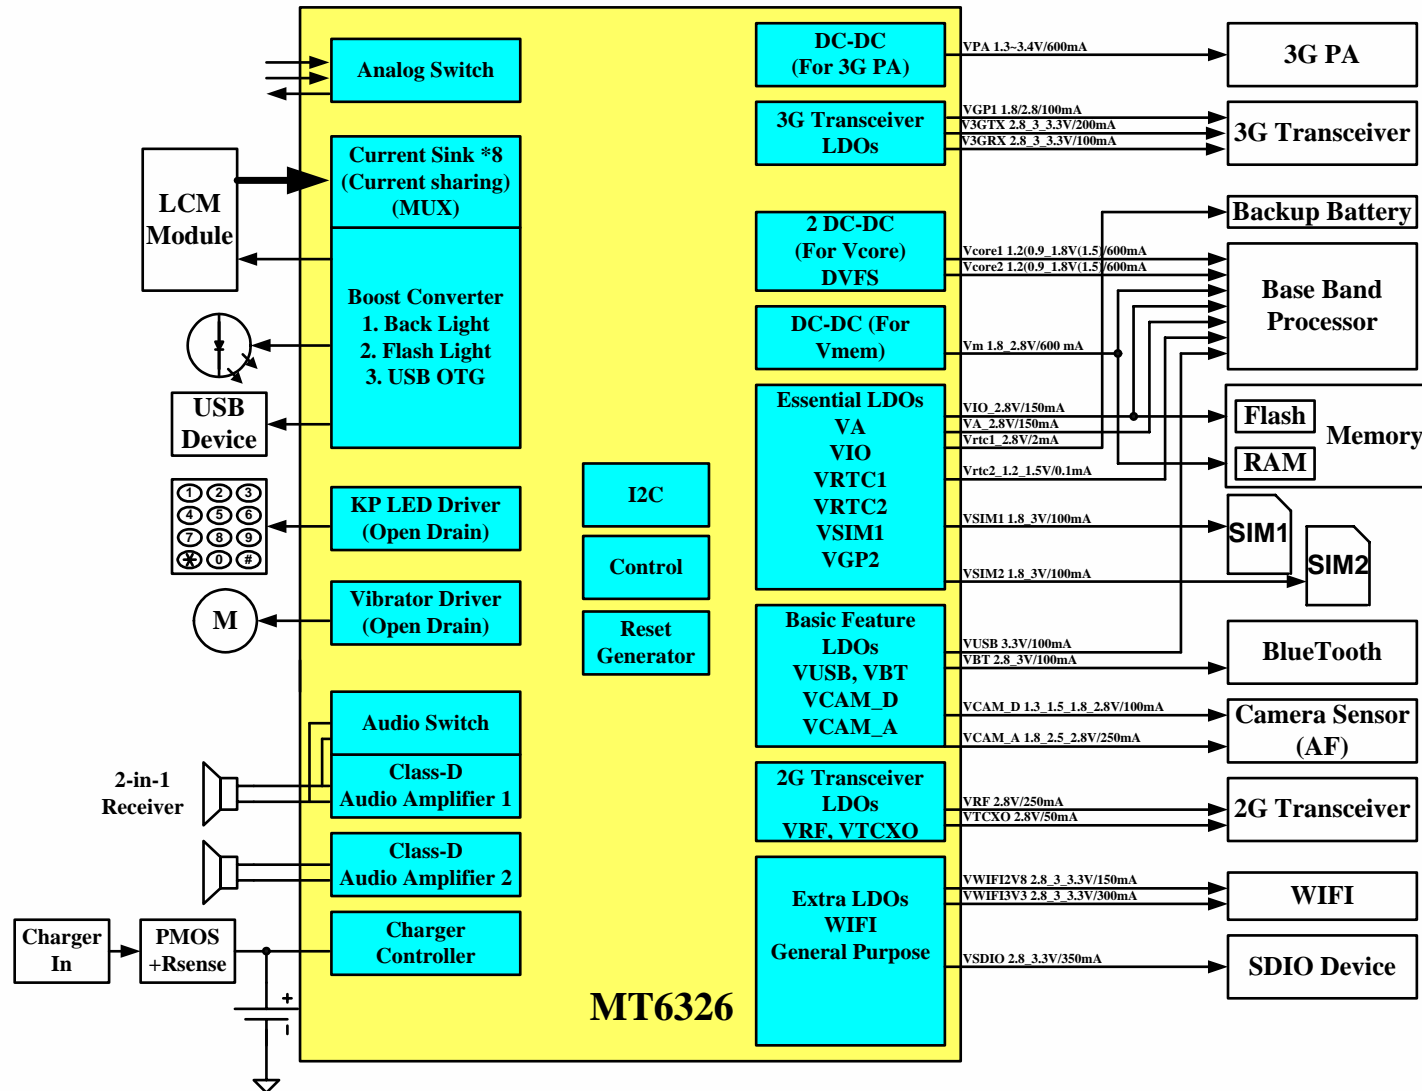 Analog Switch
LCM
Module
Current Sink *8
(Current sharing)
(MUX)
Boost Converter
1. Back Light
2. Flash Light
3. USB OTG
USB
Device
1 2 3
4 5 6
7 8 9
* 0 #
KP LED Driver
(Open Drain)
M
Vibrator Driver
(Open Drain)
Audio Switch
2-in-1
Receiver
Class-D
Audio Amplifier 1
Class-D
Audio Amplifier 2
Charger
In
PMOS
+Rsense
Charger
Controller
+
-
I2C
Control
Reset
Generator
MT6326
DC-DC
(For 3G PA)
VPA 1.3~3.4V/600mA
3G PA
3G Transceiver
LDOs
VGP1 1.8/2.8/100mA
V3GTX 2.8_3_3.3V/200mA
V3GRX 2.8_3_3.3V/100mA
3G Transceiver
Backup Battery
2 DC-DC
(For Vcore)
DVFS
Vcore1 1.2(0.9_1.8V(1.5)/600mA
Vcore2 1.2(0.9_1.8V(1.5)/600mA
Base Band
Processor
DC-DC (For
Vmem)
Vm 1.8_2.8V/600 mA
Essential LDOs
VA
VIO
VRTC1
VRTC2
VSIM1
VGP2
VIO_2.8V/150mA
VA_2.8V/150mA
Vrtc1_2.8V/2mA
Vrtc2_1.2_1.5V/0.1mA
VSIM1 1.8_3V/100mA
VSIM2 1.8_3V/100mA
Flash
RAM
Memory
SIM1
SIM2
Basic Feature
LDOs
VUSB, VBT
VCAM_D
VCAM_A
VUSB 3.3V/100mA
VBT 2.8_3V/100mA
VCAM_D 1.3_1.5_1.8_2.8V/100mA
VCAM_A 1.8_2.5_2.8V/250mA
BlueTooth
Camera Sensor
(AF)
2G Transceiver
LDOs
VRF, VTCXO
VRF 2.8V/250mA
VTCXO 2.8V/50mA
2G Transceiver
Extra LDOs
WIFI
General Purpose
VWIFI2V8 2.8_3_3.3V/150mA
VWIFI3V3 2.8_3_3.3V/300mA
VSDIO 2.8_3.3V/350mA
WIFI
SDIO Device